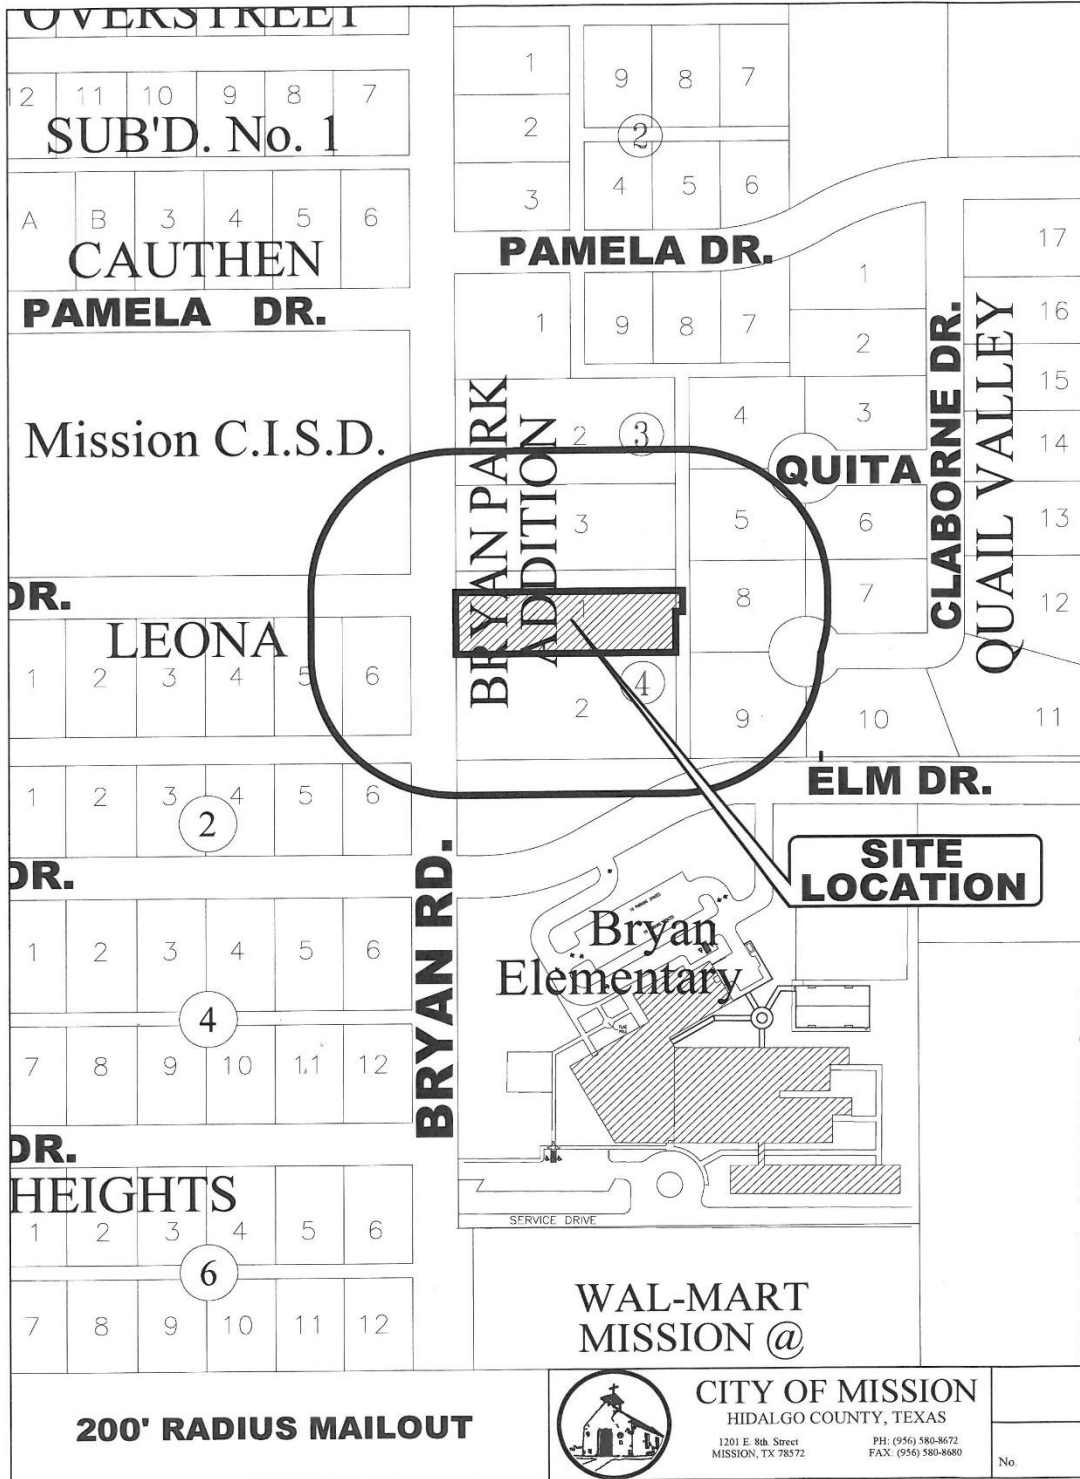 OVERSTREET
12 11 10 9 8 7
SUB'D. No. 1
A B 3 4 5 6
CAUTHEN
PAMELA DR.
Mission C.I.S.D.
DR.
LEONA
1 2 3 4 5 6
1 2 3 4 5 6
2
DR.
1 2 3 4 5 6
4
7 8 9 10 11 12
DR.
HEIGHTS
1 2 3 4 5 6
6
7 8 9 10 11 12
BRYAN RD.
1
2
3
9 8 7
2
4 5 6
PAMELA DR.
1
9 8 7
1
2
3
4
2
3
3
BRYAN PARK
ADDITION
QUITA
5
6
8
7
1
4
2
9
10
11
CLABORNE DR.
QUAIL VALLEY
17
16
15
14
13
12
ELM DR.
SITE
LOCATION
Bryan
Elementary
SERVICE DRIVE
WAL-MART
MISSION @
200' RADIUS MAILOUT
CITY OF MISSION
HIDALGO COUNTY, TEXAS
1201 E. 8th. Street
MISSION, TX 78572
PH: (956) 580-8672
FAX: (956) 580-8680
No.